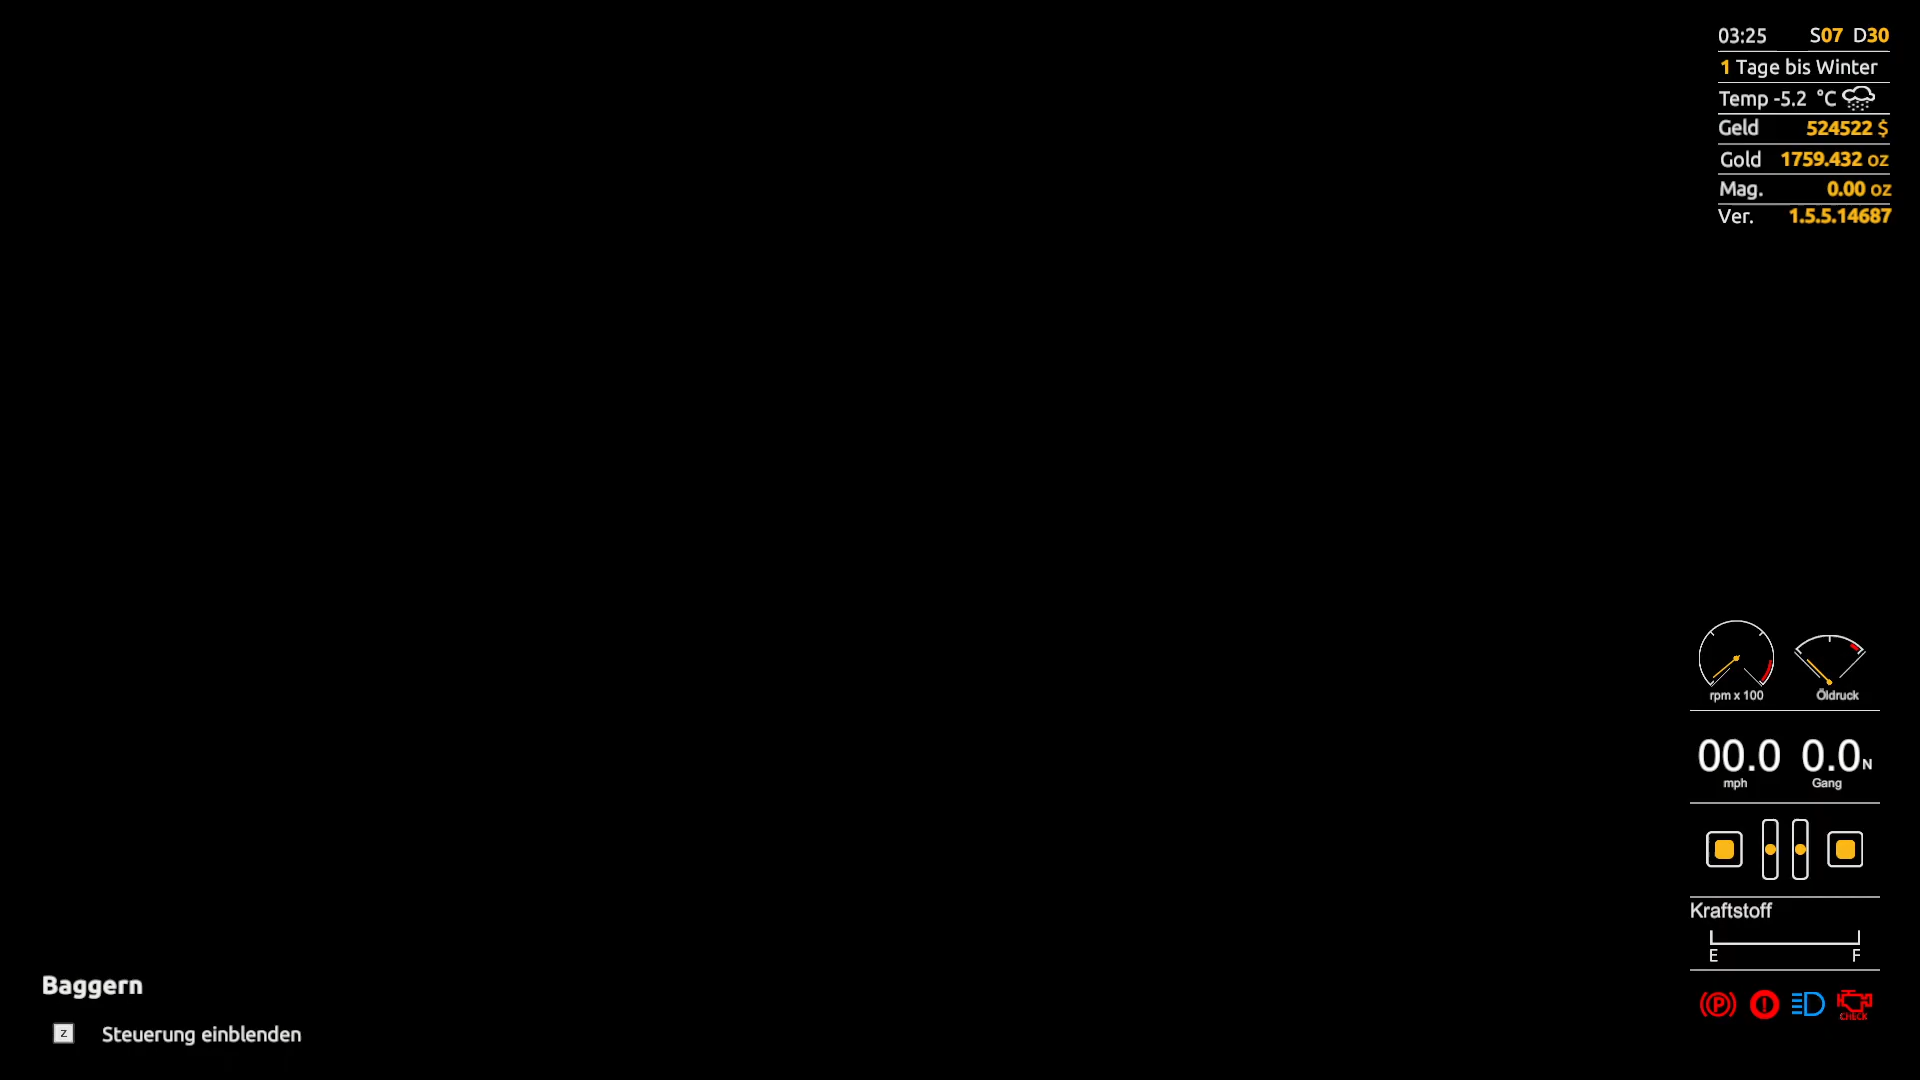 03:25 S07 D30
1 Tage bis Winter
Temp -5.2 °C
Geld 524522 $
Gold 1759.432 oz
Mag. 0.00 oz
Ver. 1.5.5.14687
rpm x 100 Öldruck
00.0 0.0N
mph Gang
Kraftstoff
E F
Baggern
P ! CHECK
Z Steuerung einblenden